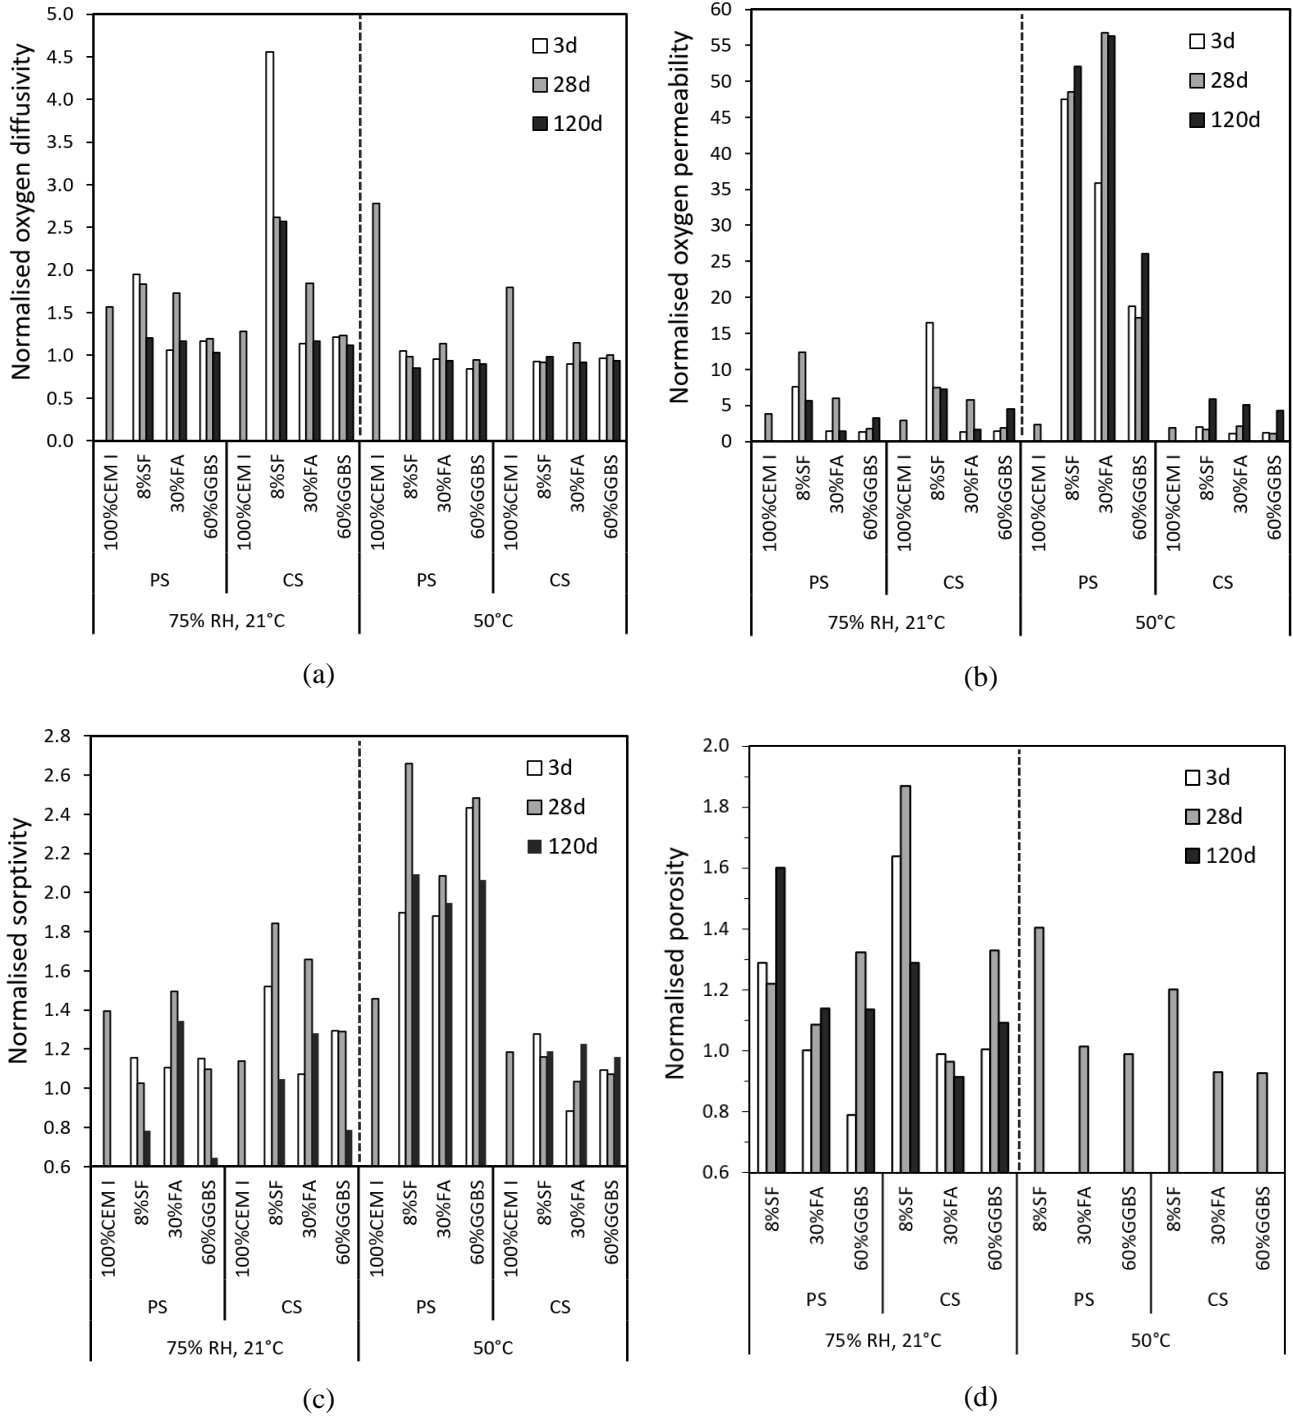 Normalised oxygen diffusivity
5.0
4.5
4.0
3.5
3.0
2.5
2.0
1.5
1.0
0.5
0.0
3d
28d
120d
100%CEM I
8%SF
30%FA
60%GGBS
100%CEM I
8%SF
30%FA
60%GGBS
100%CEM I
8%SF
30%FA
60%GGBS
100%CEM I
8%SF
30%FA
60%GGBS
PS CS PS CS
75% RH, 21°C 50°C
(a)
Normalised oxygen permeability
60
55
50
45
40
35
30
25
20
15
10
5
0
3d
28d
120d
100%CEM I
8%SF
30%FA
60%GGBS
100%CEM I
8%SF
30%FA
60%GGBS
100%CEM I
8%SF
30%FA
60%GGBS
100%CEM I
8%SF
30%FA
60%GGBS
PS CS PS CS
75% RH, 21°C 50°C
(b)
Normalised sorptivity
2.8
2.6
2.4
2.2
2.0
1.8
1.6
1.4
1.2
1.0
0.8
0.6
3d
28d
120d
100%CEM I
8%SF
30%FA
60%GGBS
100%CEM I
8%SF
30%FA
60%GGBS
100%CEM I
8%SF
30%FA
60%GGBS
100%CEM I
8%SF
30%FA
60%GGBS
PS CS PS CS
75% RH, 21°C 50°C
(c)
Normalised porosity
2.0
1.8
1.6
1.4
1.2
1.0
0.8
0.6
3d
28d
120d
8%SF
30%FA
60%GGBS
8%SF
30%FA
60%GGBS
8%SF
30%FA
60%GGBS
8%SF
30%FA
60%GGBS
PS CS PS CS
75% RH, 21°C 50°C
(d)